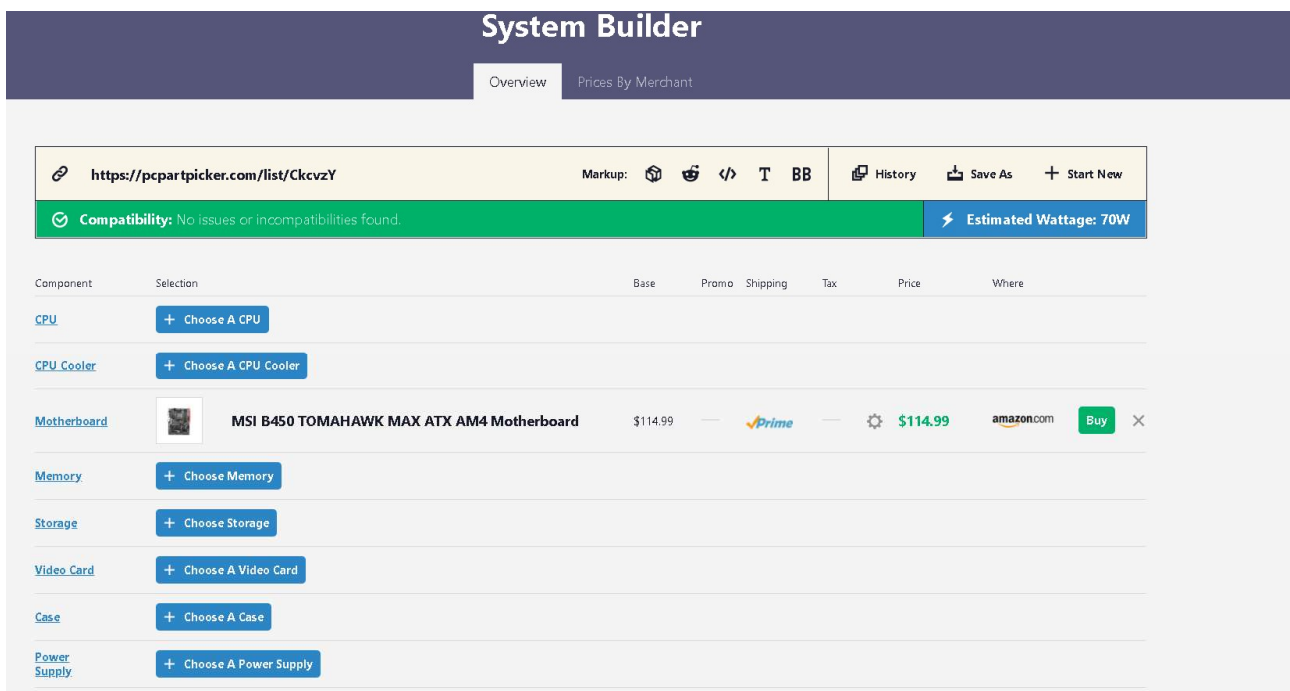 System Builder
Overview Prices By Merchant
https://pcpartpicker.com/list/CkcvzY Markup: </> T BB History Save As + Start New
Compatibility: No issues or incompatibilities found. Estimated Wattage: 70W
Component Selection Base Promo Shipping Tax Price Where
CPU + Choose A CPU
CPU Cooler + Choose A CPU Cooler
Motherboard MSI B450 TOMAHAWK MAX ATX AM4 Motherboard $114.99 — Prime — $114.99 amazon.com Buy ×
Memory + Choose Memory
Storage + Choose Storage
Video Card + Choose A Video Card
Case + Choose A Case
Power
Supply + Choose A Power Supply